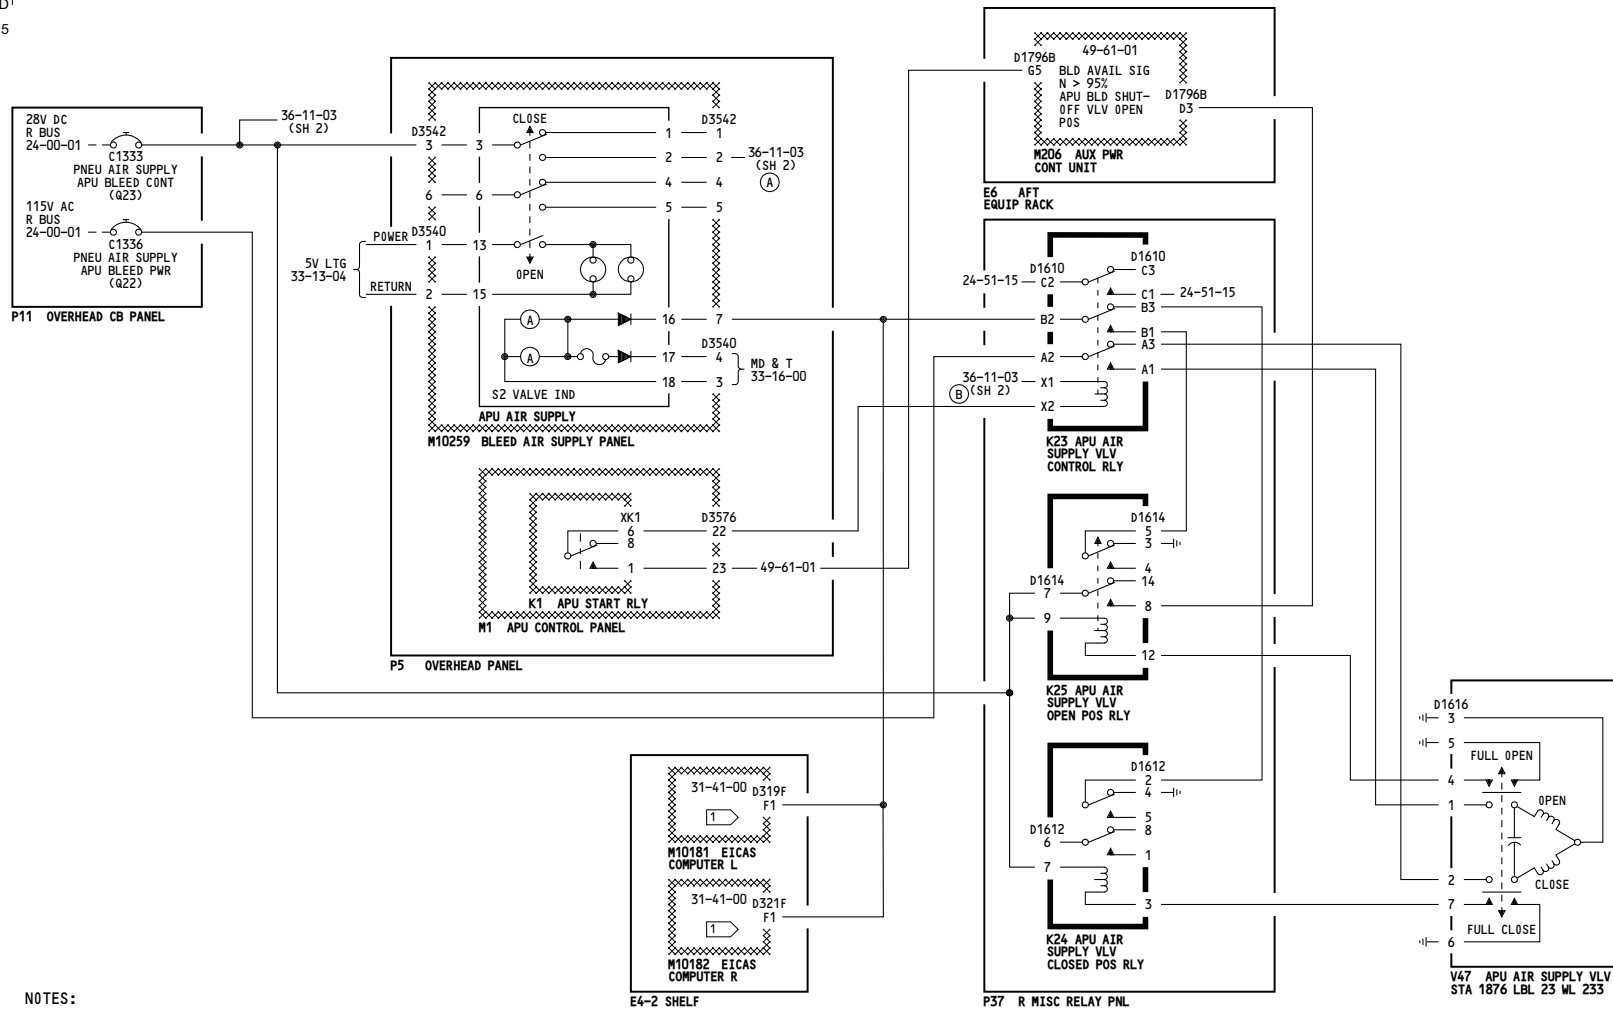 5
28V DC
R BUS
24-00-01
C1333
PNEU AIR SUPPLY
APU BLEED CONT
(Q23)
115V AC
R BUS
24-00-01
C1336
PNEU AIR SUPPLY
APU BLEED PWR
(Q22)
P11 OVERHEAD CB PANEL
36-11-03
(SH 2)
5V LTG
33-13-04
POWER
RETURN
D3542
3
6
D3540
1
2
3
6
13
15
CLOSE
OPEN
A
A
S2 VALVE IND
APU AIR SUPPLY
1
2
4
5
16
17
18
D3542
1
2
4
5
7
D3540
4
3
36-11-03
(SH 2)
A
MD & T
33-16-00
M10259 BLEED AIR SUPPLY PANEL
XK1
6
8
1
D3576
22
23
49-61-01
K1 APU START RLY
M1 APU CONTROL PANEL
P5 OVERHEAD PANEL
31-41-00
D319F
F1
1
M10181 EICAS
COMPUTER L
31-41-00
D321F
F1
1
M10182 EICAS
COMPUTER R
E4-2 SHELF
D1796B
G5
49-61-01
BLD AVAIL SIG
N > 95%
APU BLD SHUT-
OFF VLV OPEN
POS
D1796B
D3
M206 AUX PWR
CONT UNIT
E6 AFT
EQUIP RACK
24-51-15
D1610
C2
B2
A2
36-11-03
(SH 2)
B
X1
X2
D1610
C3
C1
24-51-15
B3
B1
A3
A1
K23 APU AIR
SUPPLY VLV
CONTROL RLY
D1614
7
9
D1614
5
3
4
14
8
12
K25 APU AIR
SUPPLY VLV
OPEN POS RLY
D1612
6
7
D1612
2
4
5
8
1
3
K24 APU AIR
SUPPLY VLV
CLOSED POS RLY
P37 R MISC RELAY PNL
D1616
3
5
4
1
2
7
6
FULL OPEN
OPEN
CLOSE
FULL CLOSE
V47 APU AIR SUPPLY VLV
STA 1876 LBL 23 WL 233
NOTES: